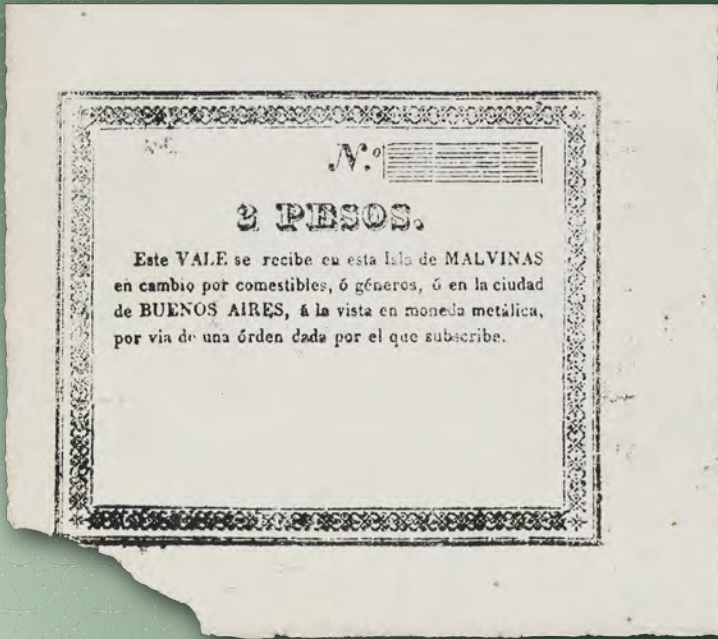 N.º
2 PESOS.
Este VALE se recibe en esta Isla de MALVINAS
en cambio por comestibles, ó géneros, ó en la ciudad
de BUENOS AIRES, á la vista en moneda metálica,
por via de una órden dada por el que subscribe.